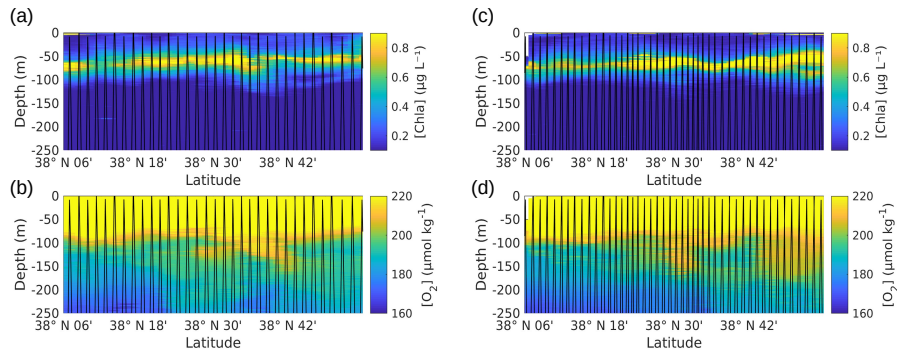 (a)
0
-50
-100
-150
-200
-250
Depth (m)
38° N 06'
38° N 18'
38° N 30'
38° N 42'
Latitude
0.8
0.6
0.4
0.2
[Chla] (µg L⁻¹)
(c)
0
-50
-100
-150
-200
-250
Depth (m)
38° N 06'
38° N 18'
38° N 30'
38° N 42'
Latitude
0.8
0.6
0.4
0.2
[Chla] (µg L⁻¹)
(b)
0
-50
-100
-150
-200
-250
Depth (m)
38° N 06'
38° N 18'
38° N 30'
38° N 42'
Latitude
220
200
180
160
[O₂] (µmol kg⁻¹)
(d)
0
-50
-100
-150
-200
-250
Depth (m)
38° N 06'
38° N 18'
38° N 30'
38° N 42'
Latitude
220
200
180
160
[O₂] (µmol kg⁻¹)